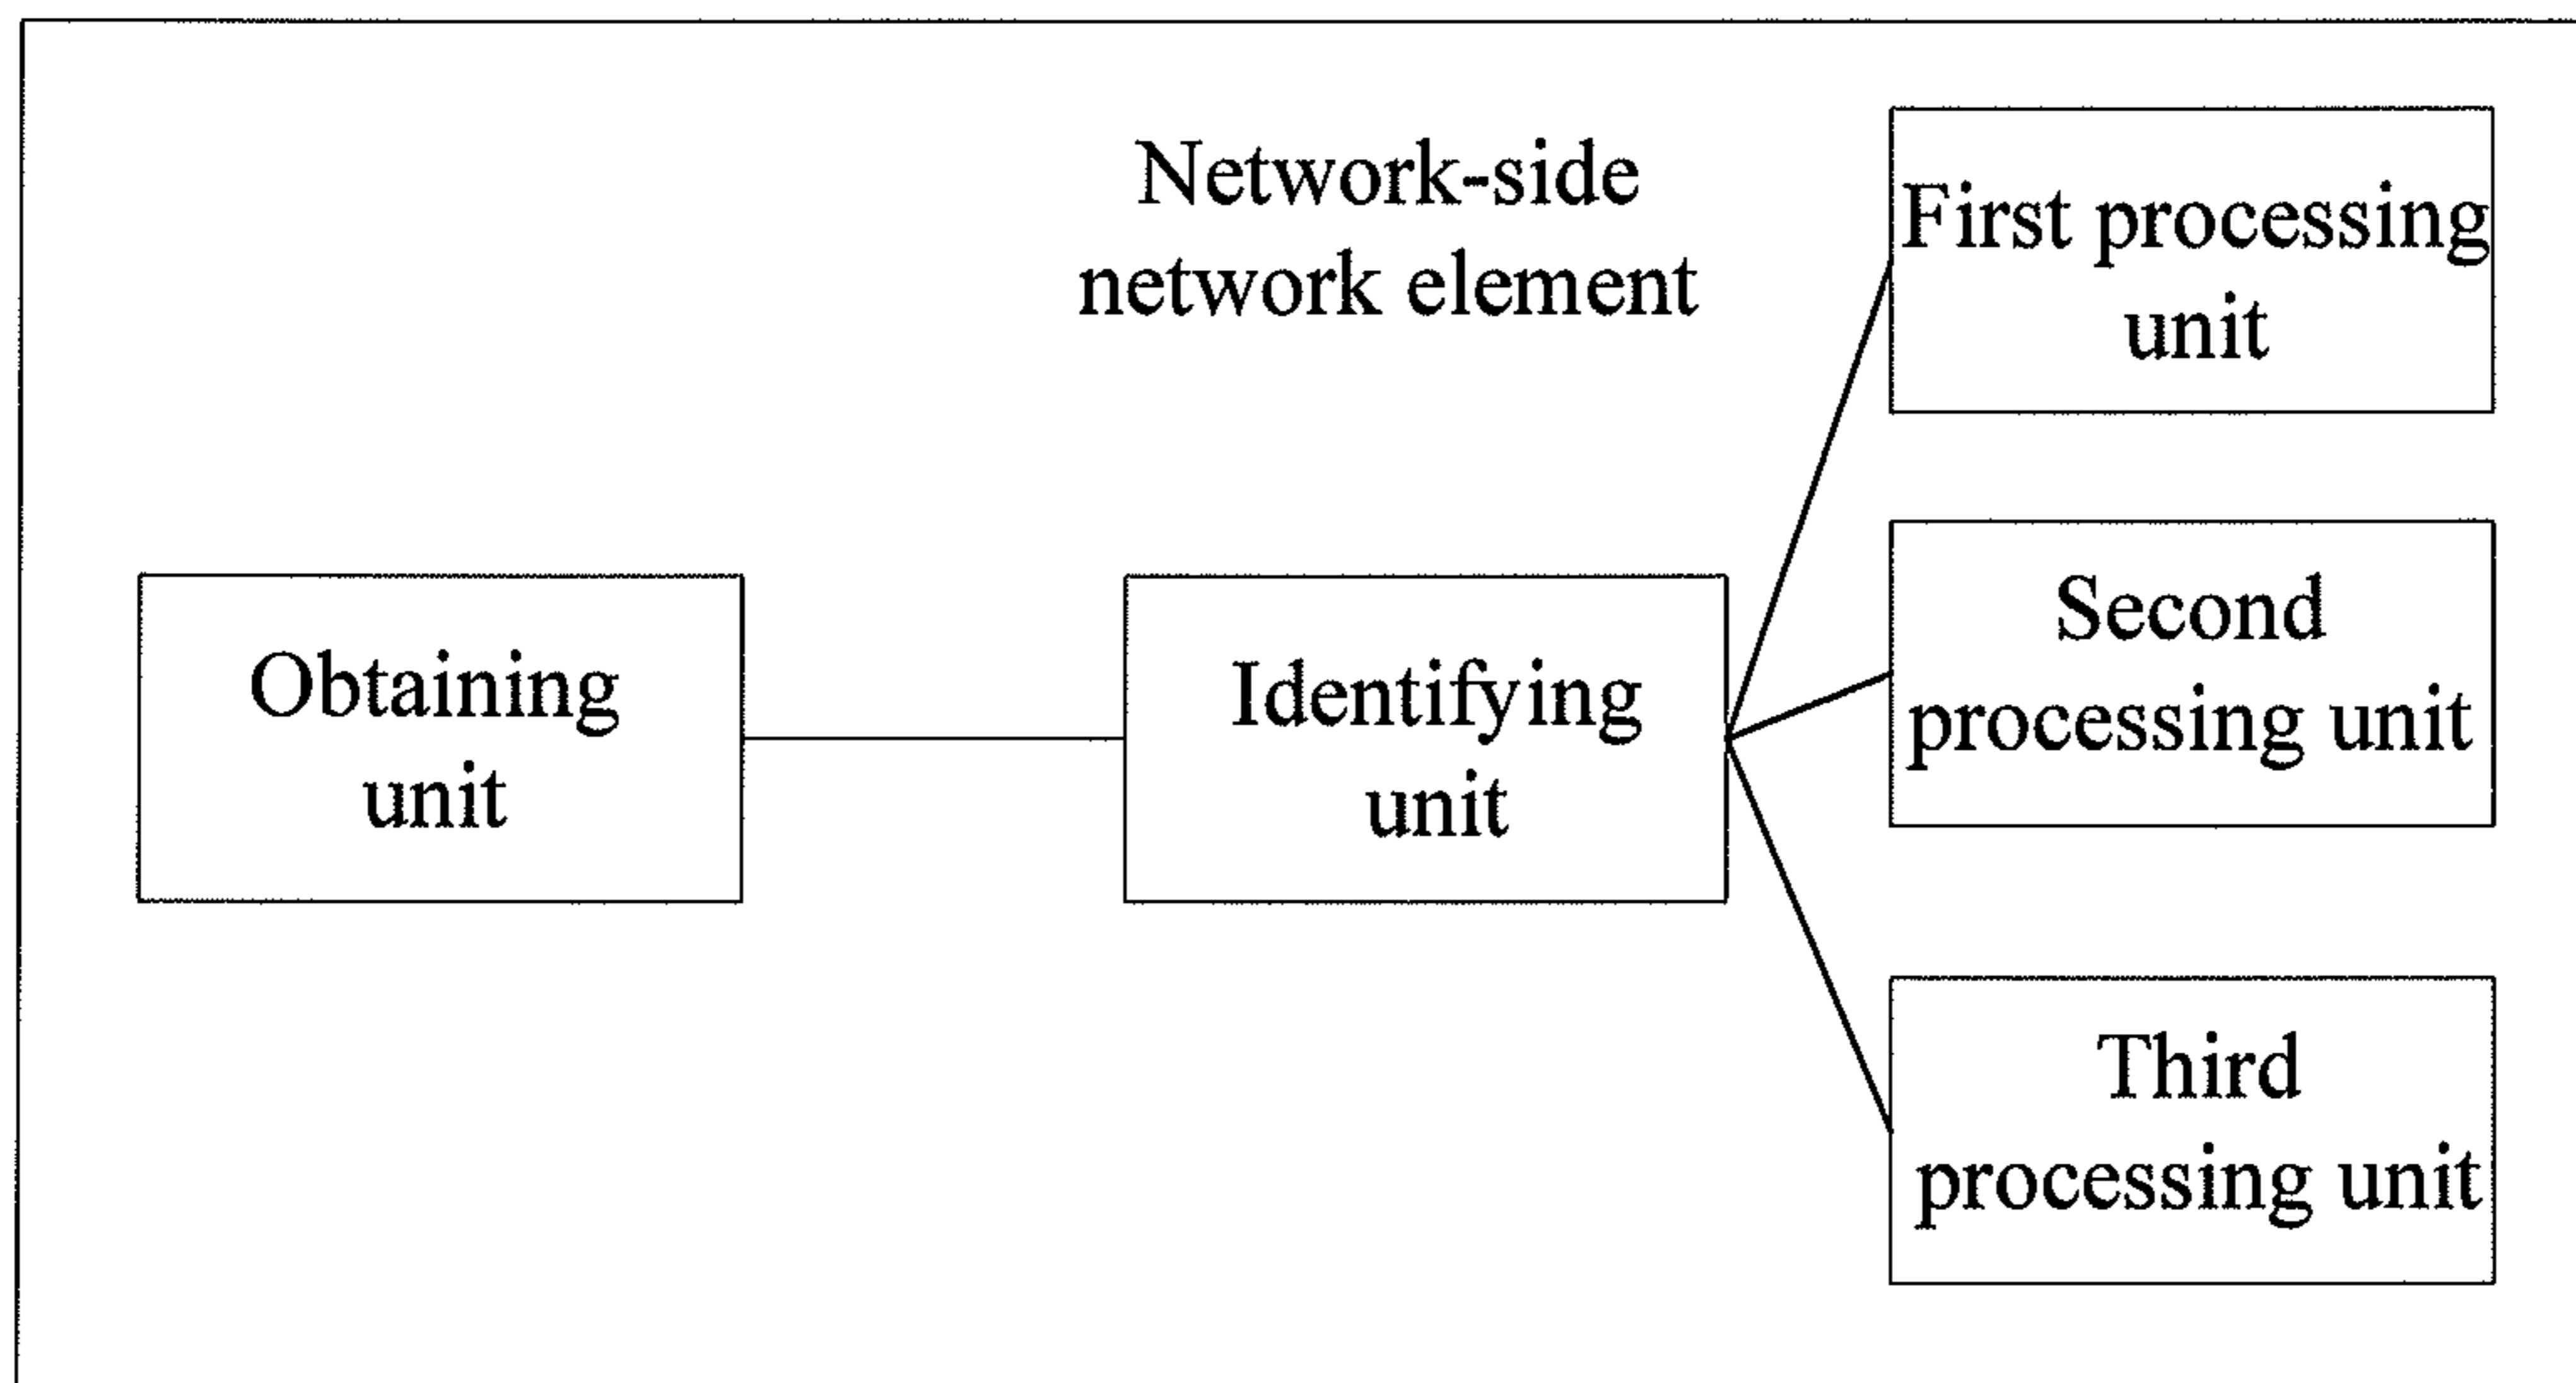 Network-side
network element
First processing
unit
Obtaining
unit
Identifying
unit
Second
processing unit
Third
processing unit